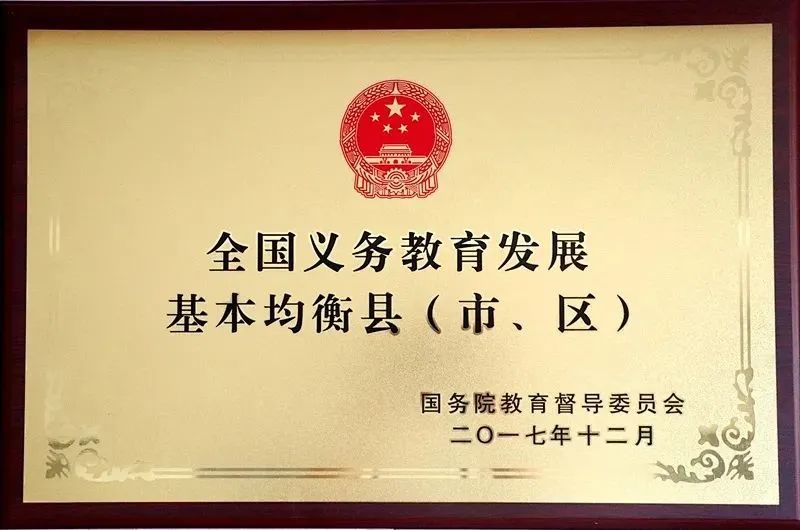 全国义务教育发展
基本均衡县（市、区）
国务院教育督导委员会
二〇一七年十二月